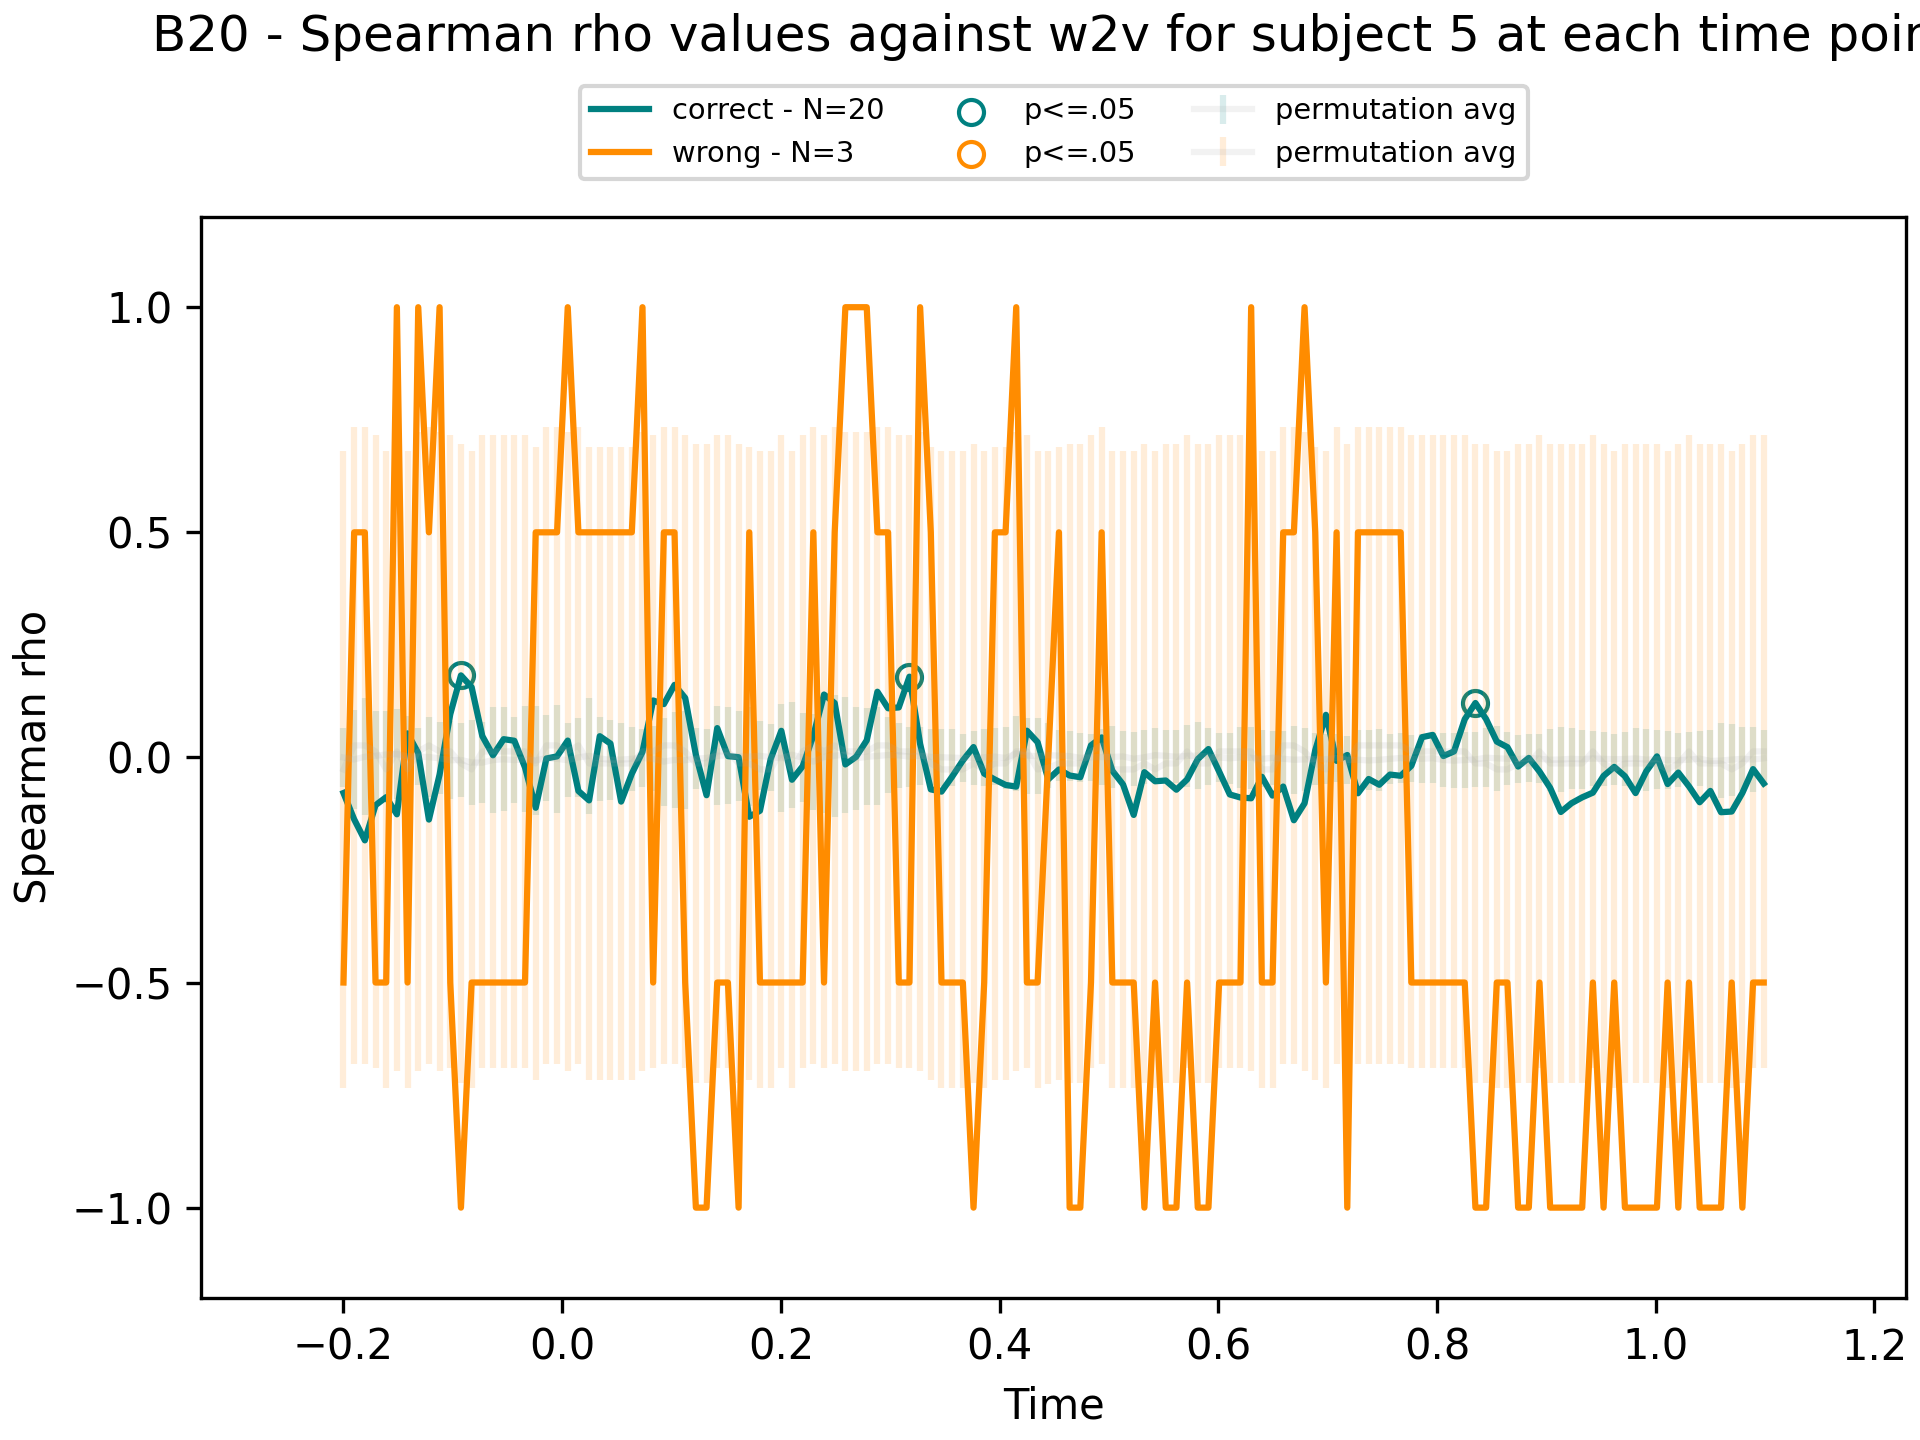 B20 - Spearman rho values against w2v for subject 5 at each time
correct - N=20 p<=.05 permutation avg
wrong - N=3 p<=.05 permutation avg
1.0
0.5
0.0
−0.5
−1.0
Spearman rho
−0.2 0.0 0.2 0.4 0.6 0.8 1.0 1.2
Time